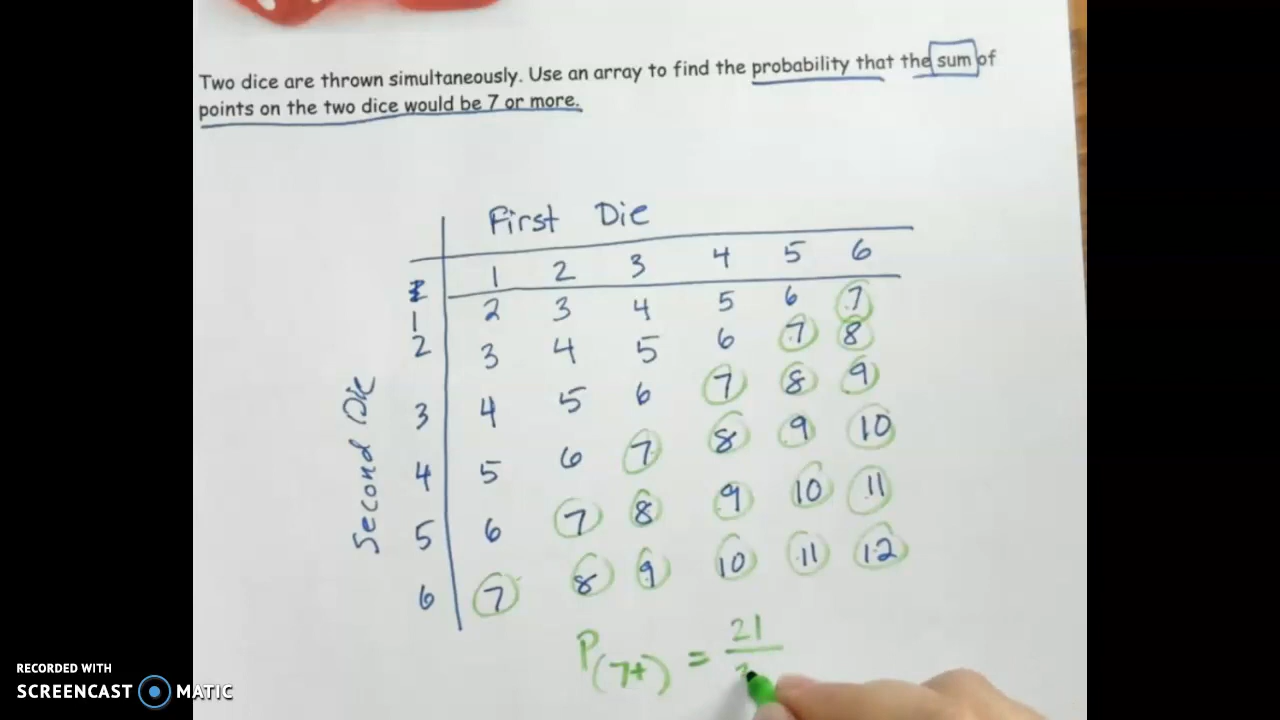 Two dice are thrown simultaneously. Use an array to find the probability that the sum of
points on the two dice would be 7 or more.
First Die
1 2 3 4 5 6
1 2 3 4 5 6 7
2 3 4 5 6 7 8
Second Die
3 4 5 6 7 8 9
4 5 6 7 8 9 10
5 6 7 8 9 10 11
6 7 8 9 10 11 12
P(7+) = 21
RECORDED WITH
SCREENCAST MATIC